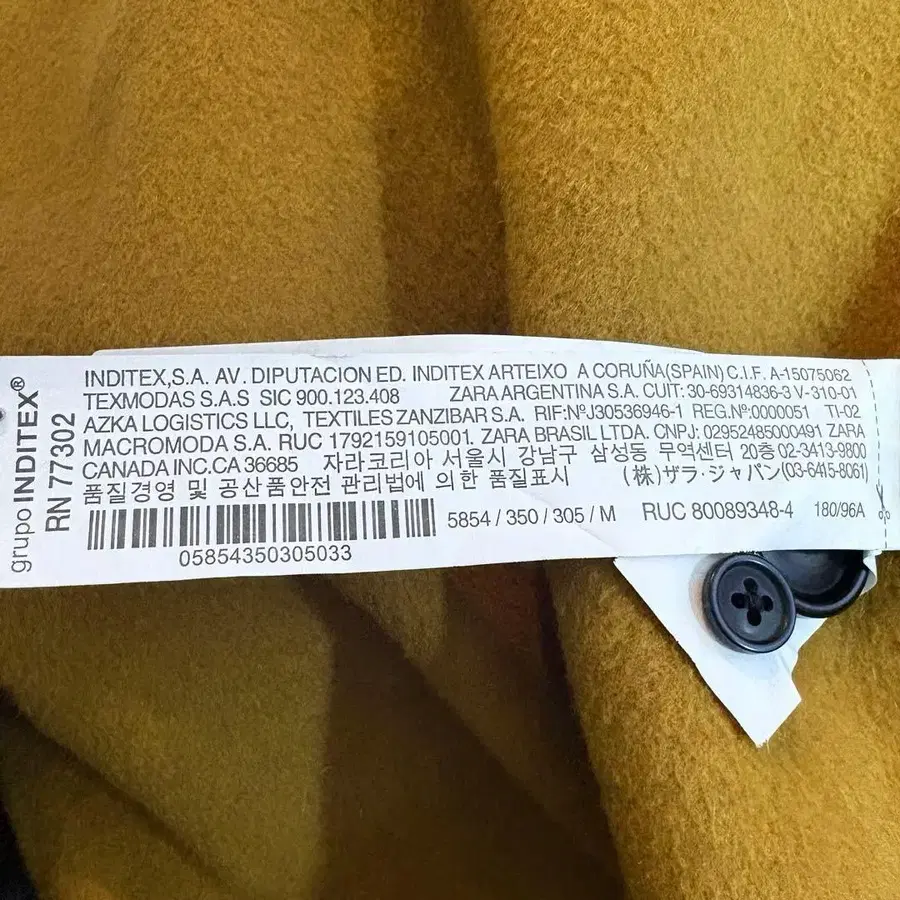 grupo INDITEX®
RN 77302
INDITEX,S.A. AV. DIPUTACION ED. INDITEX ARTEIXO A CORUÑA(SPAIN) C.I.F. A-15075062
TEXMODAS S.A.S SIC 900.123.408 ZARA ARGENTINA S.A. CUIT: 30-69314836-3 V-310-01
AZKA LOGISTICS LLC, TEXTILES ZANZIBAR S.A. RIF:NºJ30536946-1 REG.Nº:0000051 TI-02
MACROMODA S.A. RUC 1792159105001. ZARA BRASIL LTDA. CNPJ: 02952485000491 ZARA
CANADA INC.CA 36685 자라코리아 서울시 강남구 삼성동 무역센터 20층 02-3413-9800
품질경영 및 공산품안전 관리법에 의한 품질표시 (株)ザラ・ジャパン(03-6415-8061)
5854 / 350 / 305 / M RUC 80089348-4 180/96A
05854350305033